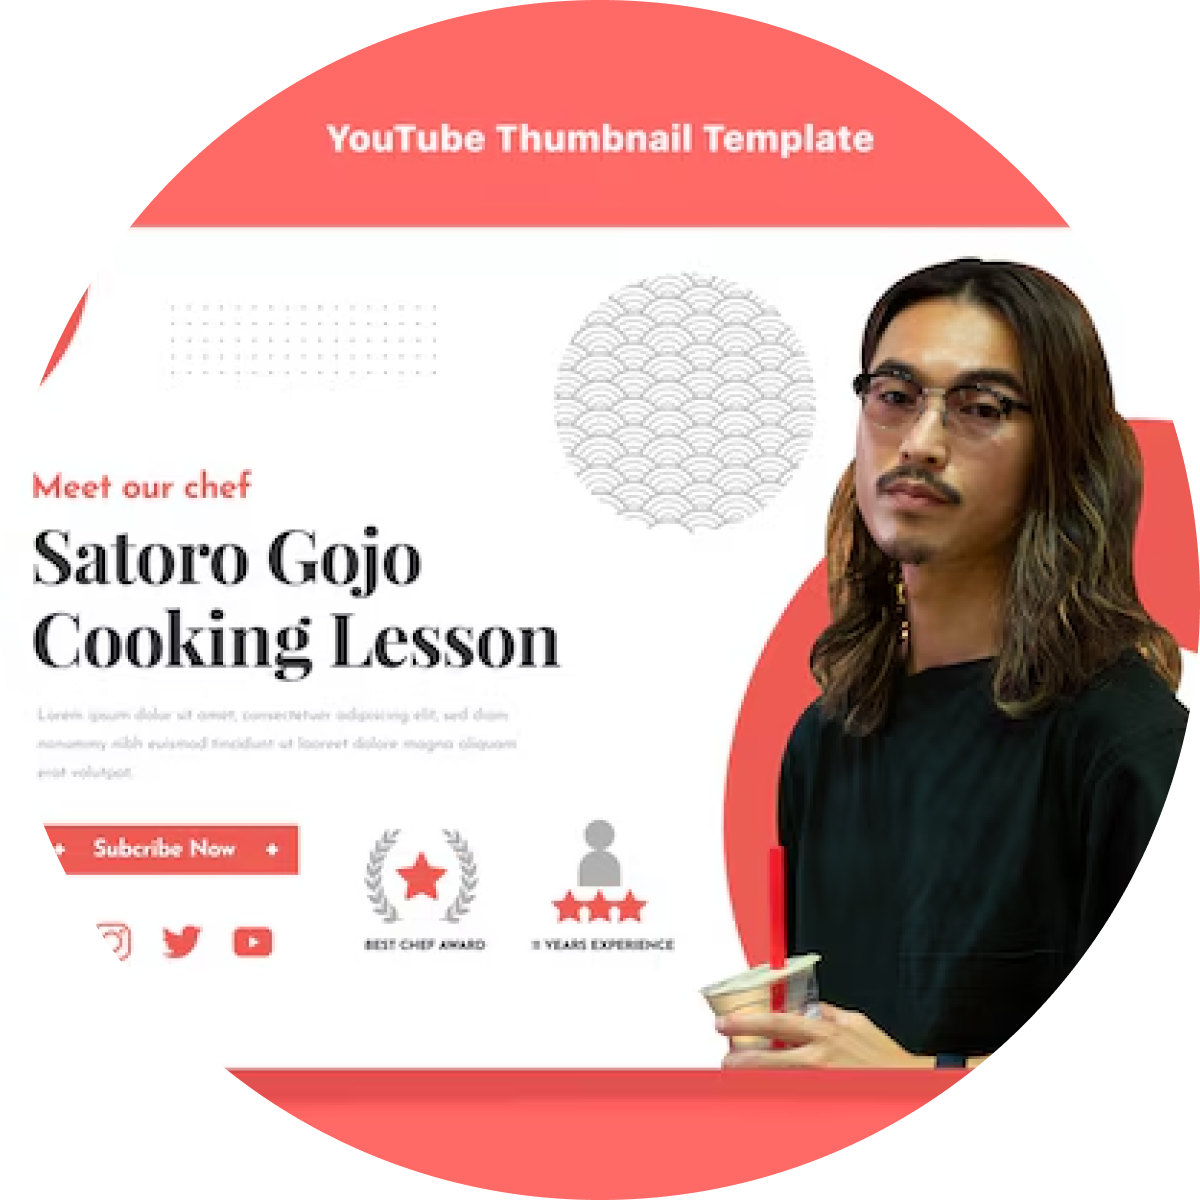 YouTube Thumbnail Template
Meet our chef
Satoro Gojo
Cooking Lesson
Lorem ipsum dolor sit amet, consectetuer adipiscing elit, sed diam
nonummy nibh euismod tincidunt ut laoreet dolore magna aliquam
erat volutpat.
Subcribe Now
BEST CHEF AWARD
11 YEARS EXPERIENCE